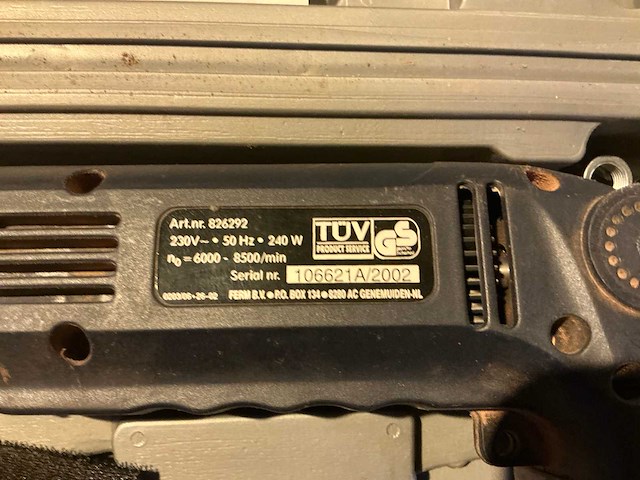 Art.nr. 826292
230V~ • 50 Hz • 240 W
n0 = 6000 - 8500/min
Serial nr. 106621A/2002
FERM B.V. • P.O. BOX 134 • 8280 AC GENEMUIDEN-NL
TÜV
PRODUCT SERVICE
GS